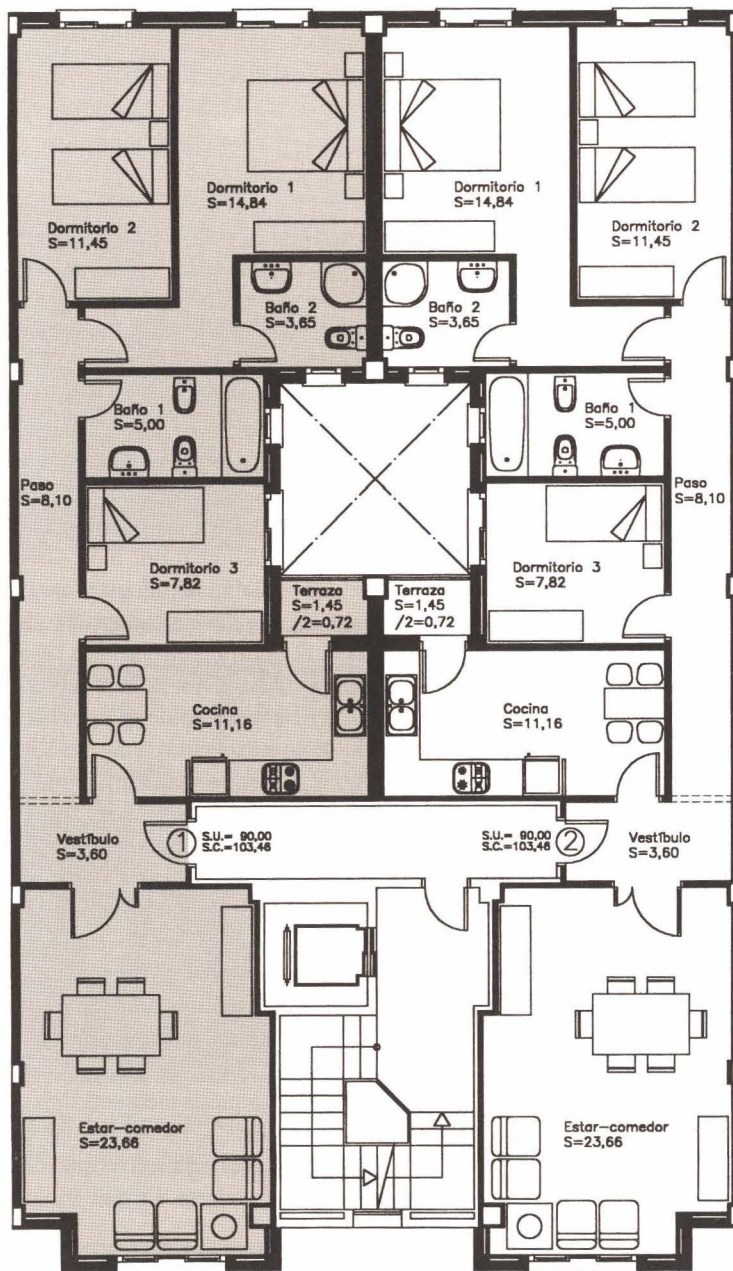 Dormitorio 1
S=14,84
Dormitorio 1
S=14,84
Dormitorio 2
S=11,45
Dormitorio 2
S=11,45
Baño 2
S=3,65
Baño 2
S=3,65
Baño 1
S=5,00
Baño 1
S=5,00
Paso
S=8,10
Paso
S=8,10
Dormitorio 3
S=7,82
Dormitorio 3
S=7,82
Terraza
S=1,45
/2=0,72
Terraza
S=1,45
/2=0,72
Cocina
S=11,16
Cocina
S=11,16
Vestíbulo
S=3,60
1
S.U.= 90,00
S.C.=103,46
S.U.= 90,00
S.C.=103,46
2
Vestíbulo
S=3,60
Estar-comedor
S=23,66
Estar-comedor
S=23,66